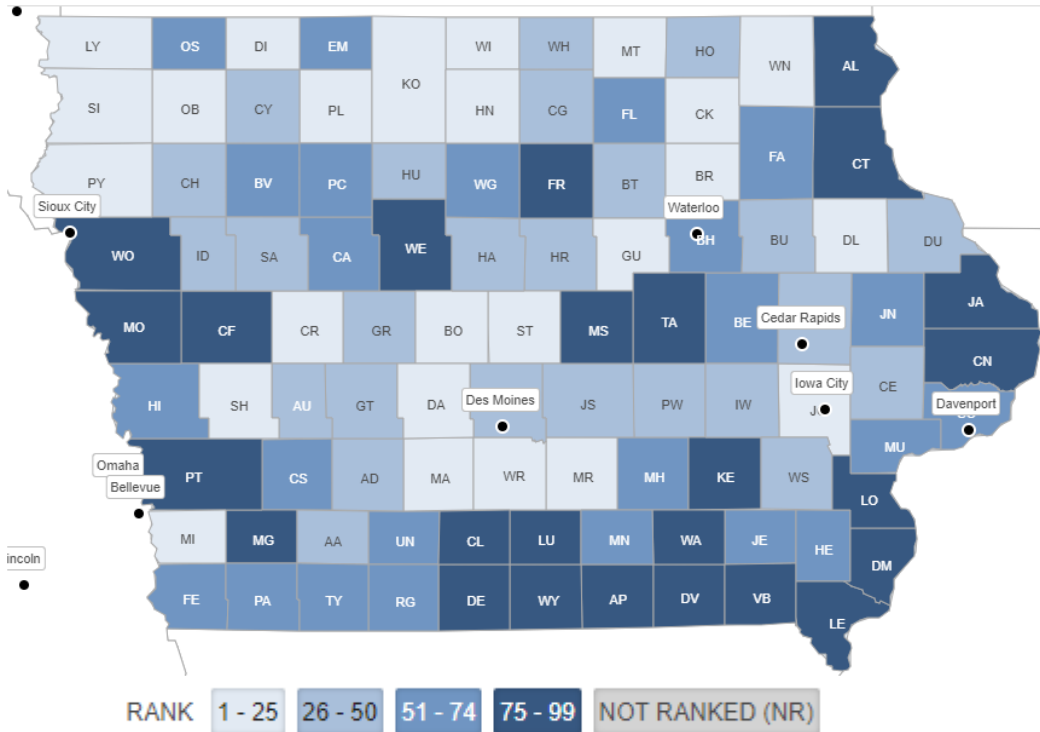 LY OS DI EM KO WI WH MT HO WN AL
SI OB CY PL HN CG FL CK FA CT
PY CH BV PC HU WG FR BT BR
Sioux City Waterloo
WO ID SA CA WE HA HR GU BH BU DL DU
MO CF CR GR BO ST MS TA BE JN JA
Cedar Rapids
CN
HI SH AU GT DA Des Moines JS PW IW Iowa City CE
Davenport
Omaha PT CS AD MA WR MR MH KE WS MU
Bellevue
LO
MI MG AA UN CL LU MN WA JE HE DM
incoln
FE PA TY RG DE WY AP DV VB LE
RANK 1 - 25 26 - 50 51 - 74 75 - 99 NOT RANKED (NR)